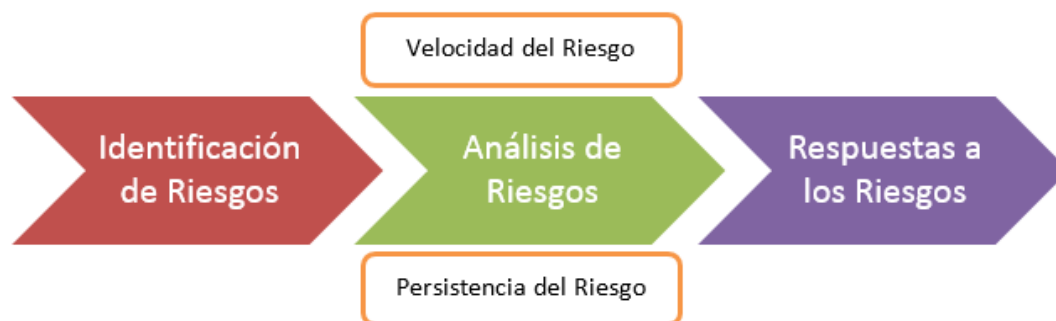 Velocidad del Riesgo
Identificación
de Riesgos
Análisis de
Riesgos
Respuestas a
los Riesgos
Persistencia del Riesgo